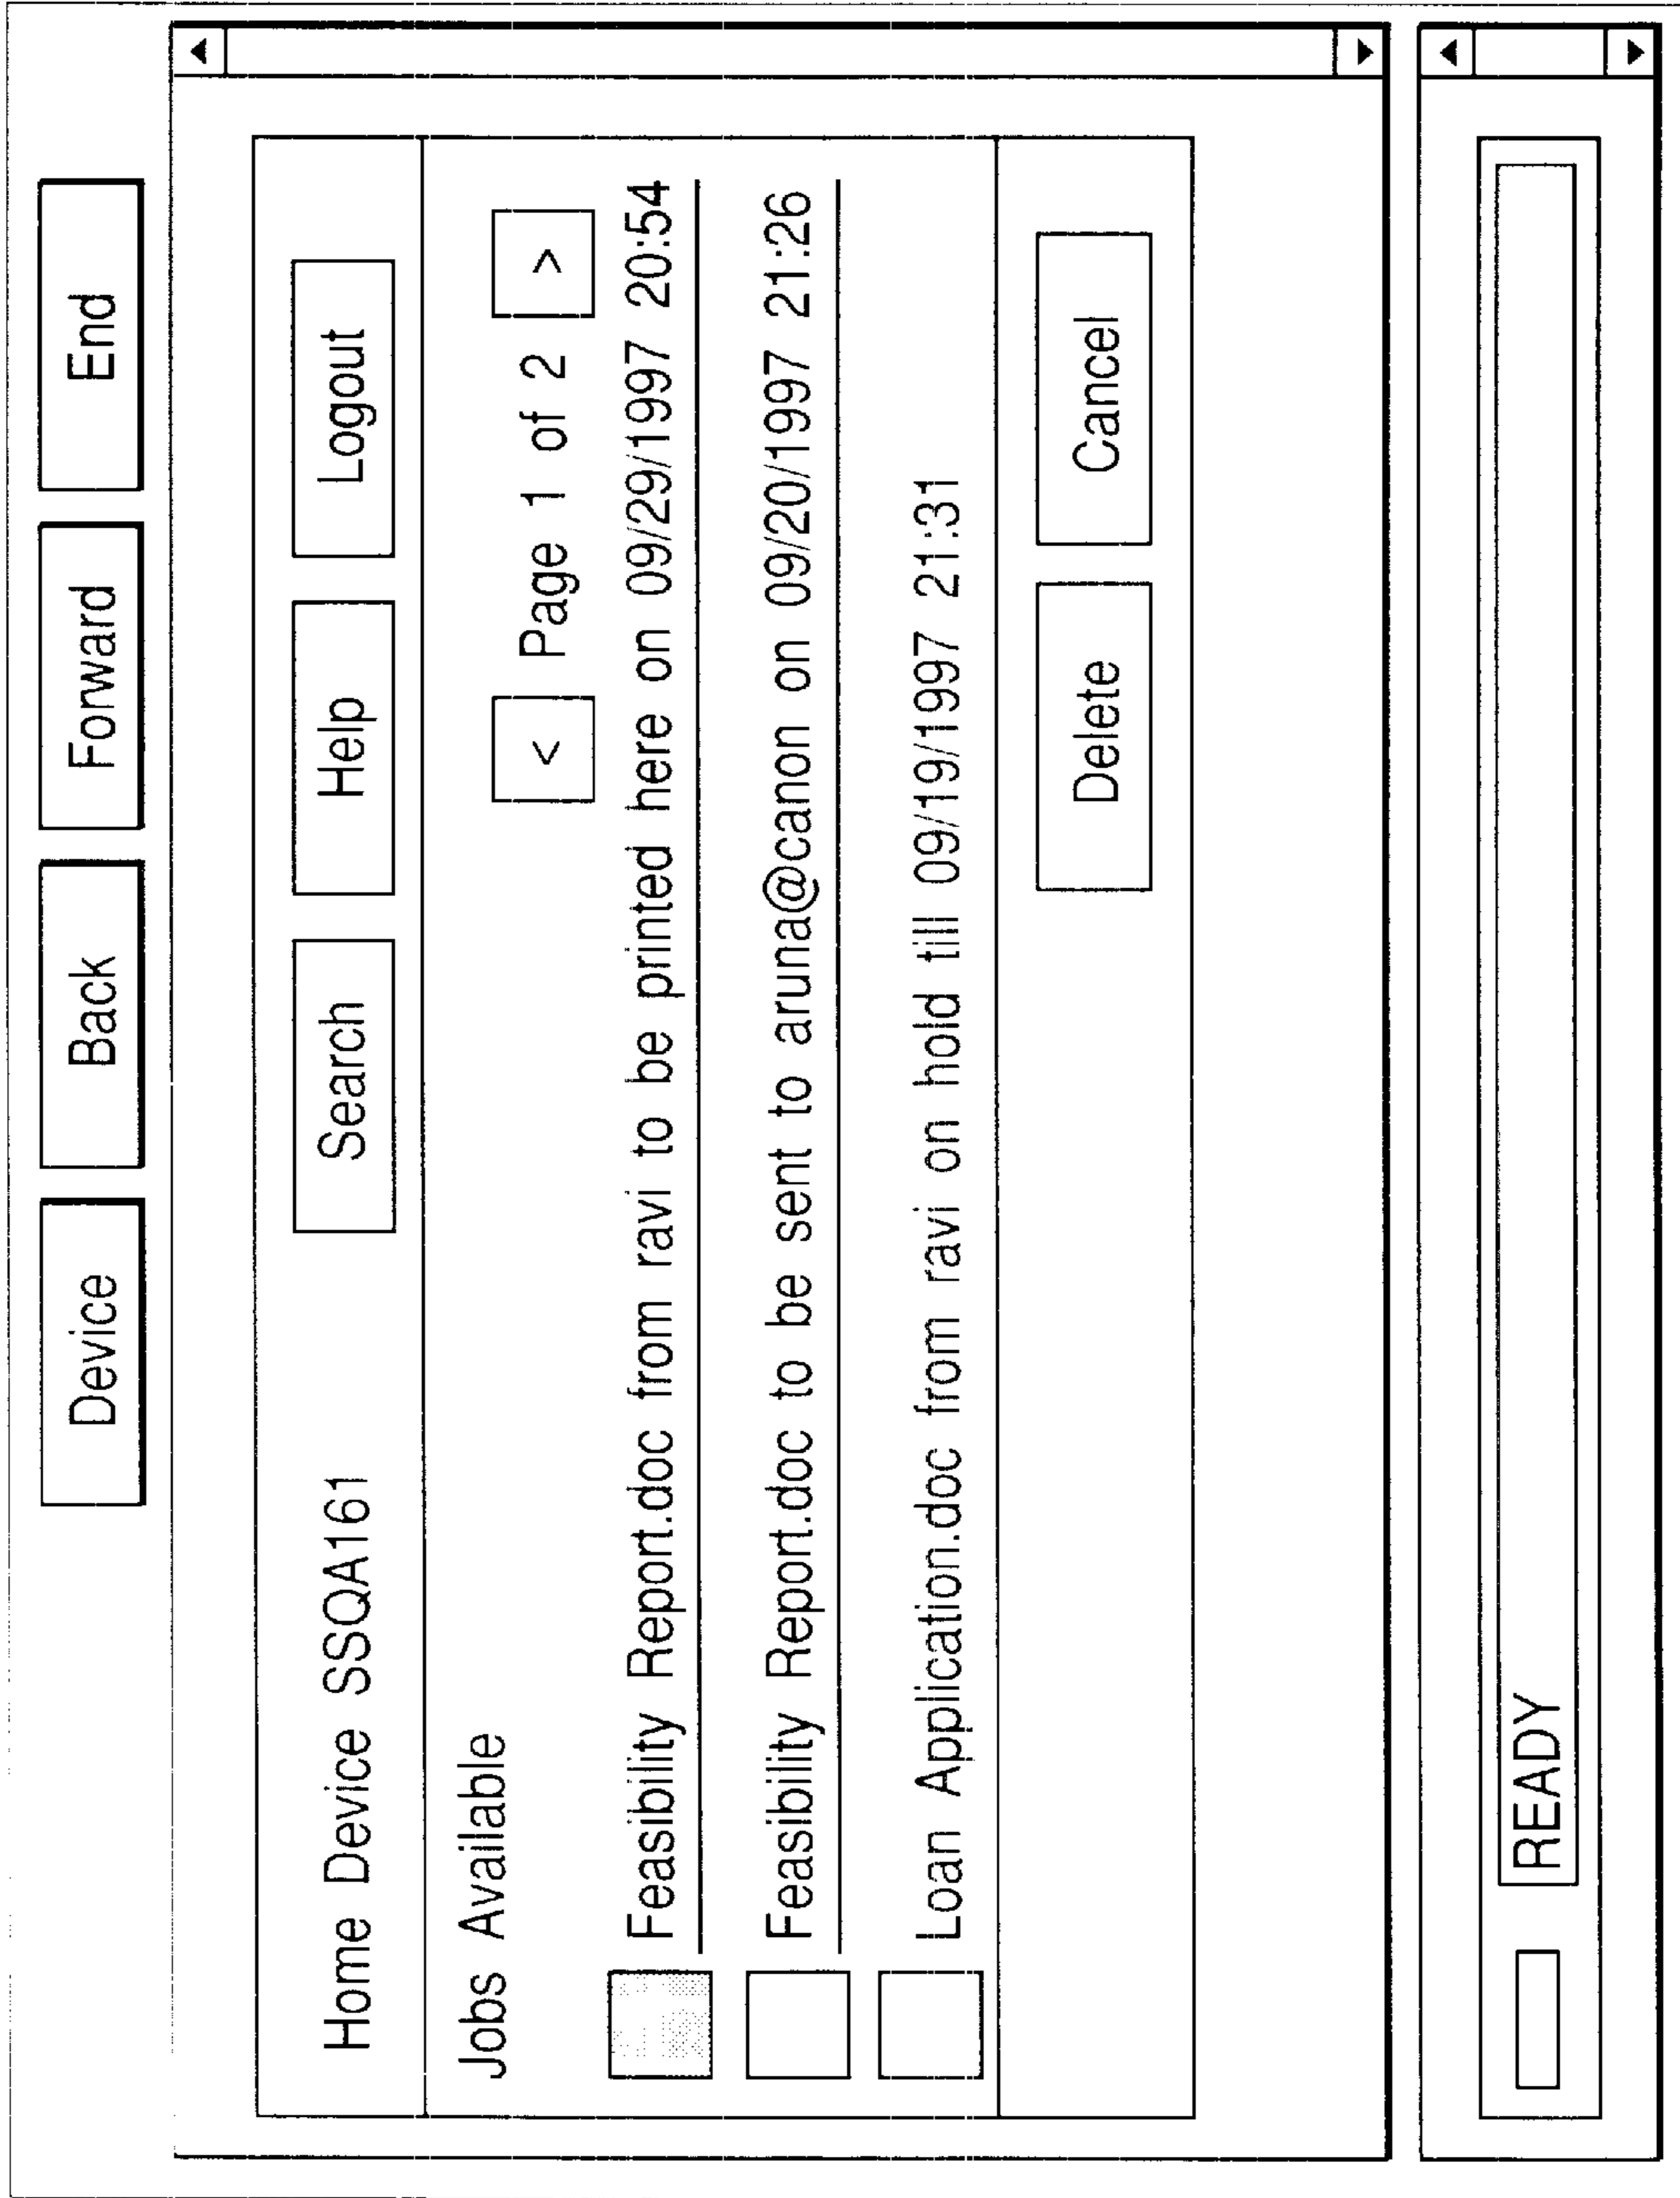 Device Back Forward End
Home Device SSQA161 Search Help Logout
Jobs Available
< Page 1 of 2 >
Feasibility Report.doc from ravi to be printed here on 09/29/1997 20:54
Feasibility Report.doc to be sent to aruna@canon on 09/20/1997 21:26
Loan Application.doc from ravi on hold till 09/19/1997 21:31
Delete Cancel
READY